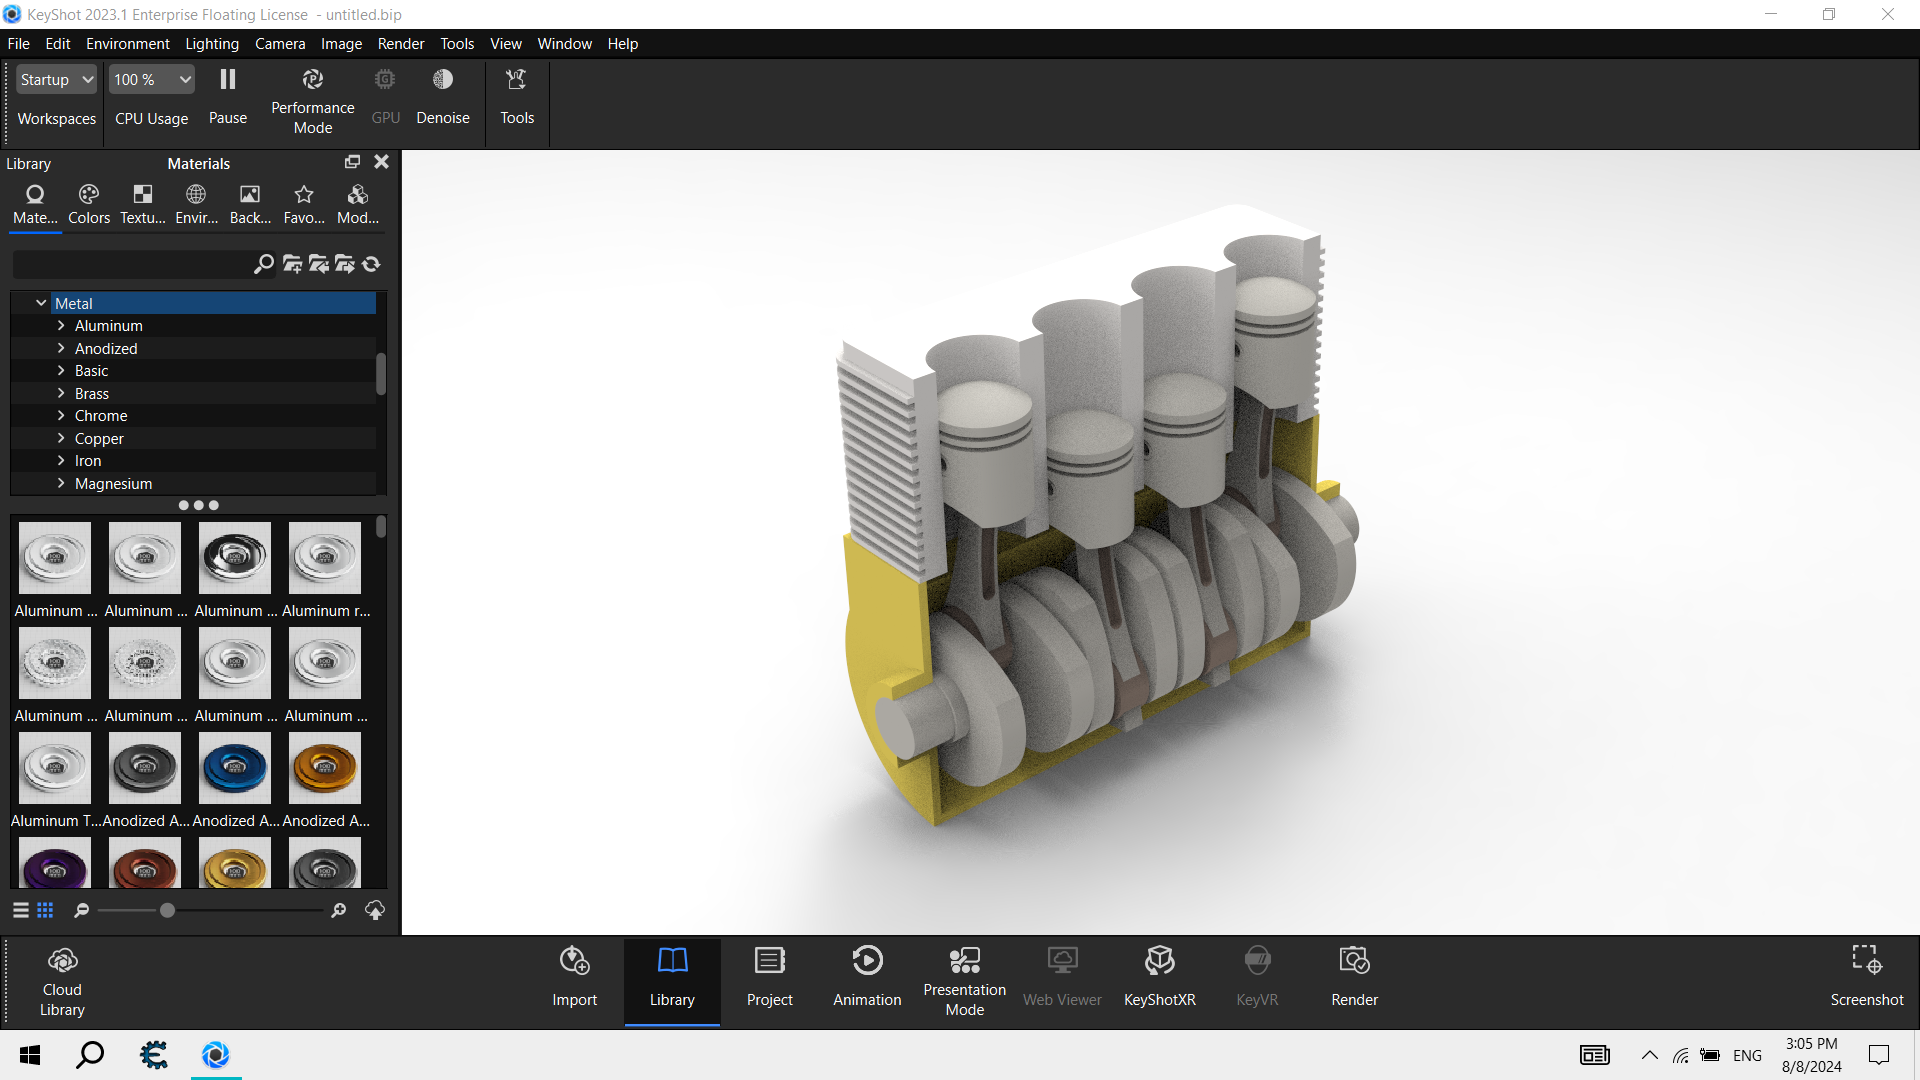 KeyShot 2023.1 Enterprise Floating License - untitled.bip
File Edit Environment Lighting Camera Image Render Tools View Window Help
Startup 100 %
Workspaces CPU Usage Pause Performance Mode GPU Denoise Tools
Library Materials
Mate... Colors Textu... Envir... Back... Favo... Mod...
Metal
Aluminum
Anodized
Basic
Brass
Chrome
Copper
Iron
Magnesium
Aluminum ... Aluminum ... Aluminum ... Aluminum r...
Aluminum ... Aluminum ... Aluminum ... Aluminum ...
Aluminum T... Anodized A... Anodized A... Anodized A...
Cloud Library
Import Library Project Animation Presentation Mode Web Viewer KeyShotXR KeyVR Render Screenshot
ENG
3:05 PM
8/8/2024